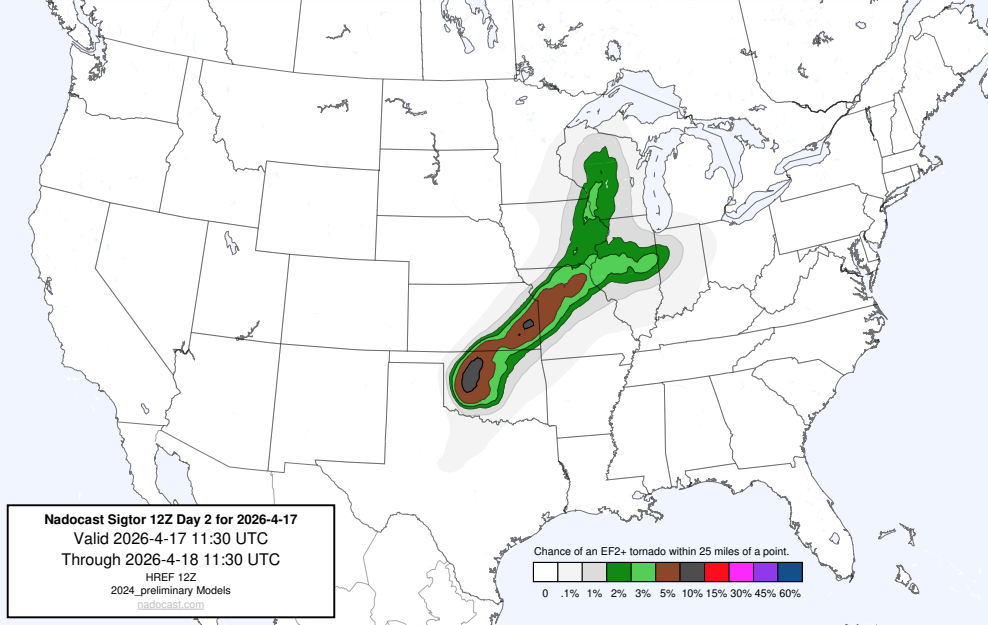 Nadocast Sigtor 12Z Day 2 for 2026-4-17
Valid 2026-4-17 11:30 UTC
Through 2026-4-18 11:30 UTC
HREF 12Z
2024_preliminary Models
nadocast.com
Chance of an EF2+ tornado within 25 miles of a point.
0 .1% 1% 2% 3% 5% 10% 15% 30% 45% 60%